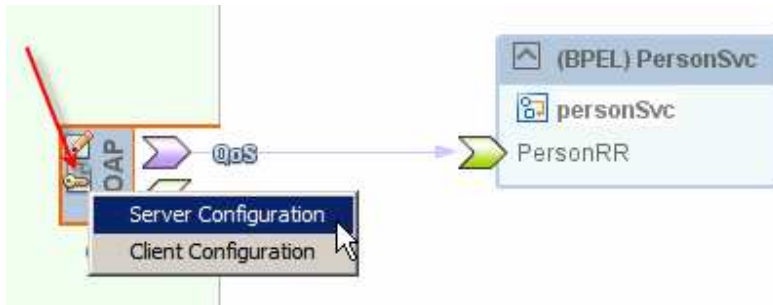 (BPEL) PersonSvc
personSvc
QoS
PersonRR
OAP
Server Configuration
Client Configuration